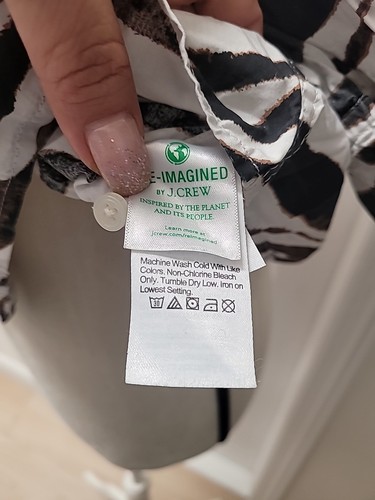 E-IMAGINED
BY J.CREW
INSPIRED BY THE PLANET
AND ITS PEOPLE
Learn more at
jcrew.com/reimagined
Machine Wash Cold With Like
Colors. Non-Chlorine Bleach
Only. Tumble Dry Low. Iron on
Lowest Setting.
30